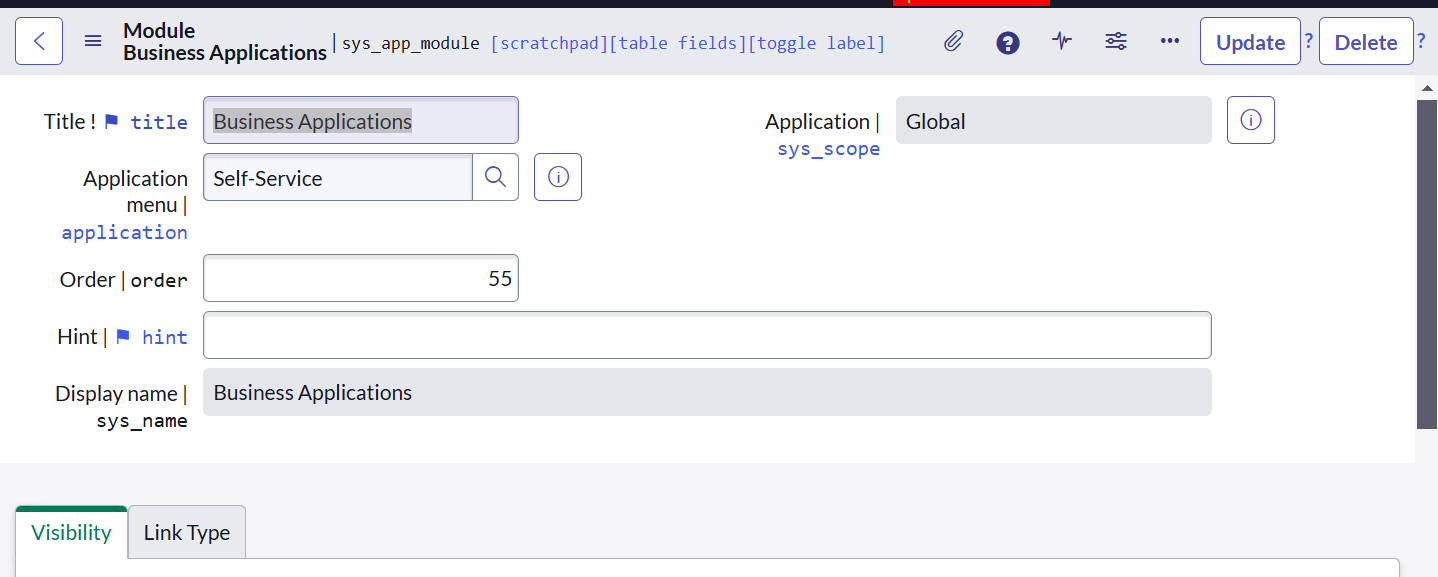 Module
Business Applications | sys_app_module [scratchpad][table fields][toggle label]
Update ? Delete ?
Title ! title Business Applications
Application | Global
sys_scope
Application Self-Service
menu |
application
Order | order 55
Hint | hint
Display name | Business Applications
sys_name
Visibility Link Type